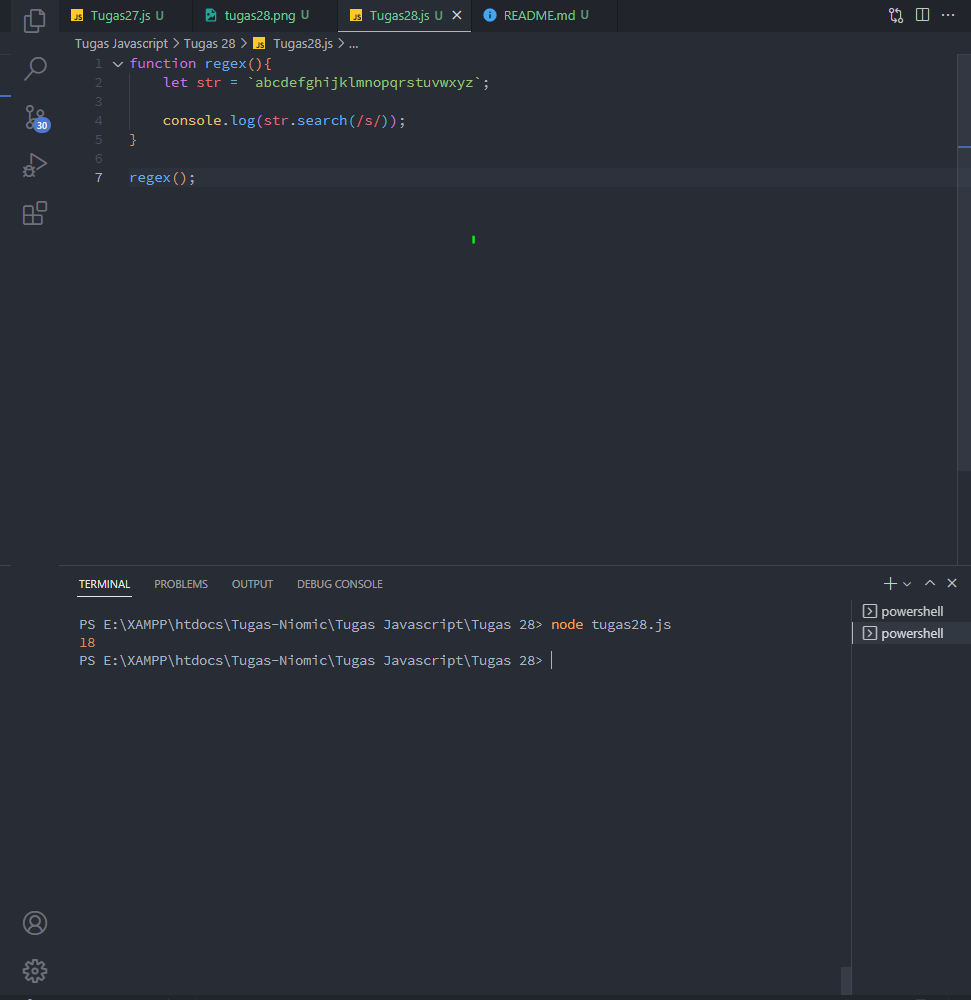 JS Tugas27.js U tugas28.png U JS Tugas28.js U README.md U
Tugas Javascript > Tugas 28 > JS Tugas28.js > ...
1 function regex(){
2 let str = `abcdefghijklmnopqrstuvwxyz`;
3
4 console.log(str.search(/s/));
5 }
6
7 regex();
30
TERMINAL PROBLEMS OUTPUT DEBUG CONSOLE
PS E:\XAMPP\htdocs\Tugas-Niomic\Tugas Javascript\Tugas 28> node tugas28.js
18
PS E:\XAMPP\htdocs\Tugas-Niomic\Tugas Javascript\Tugas 28>
powershell
powershell